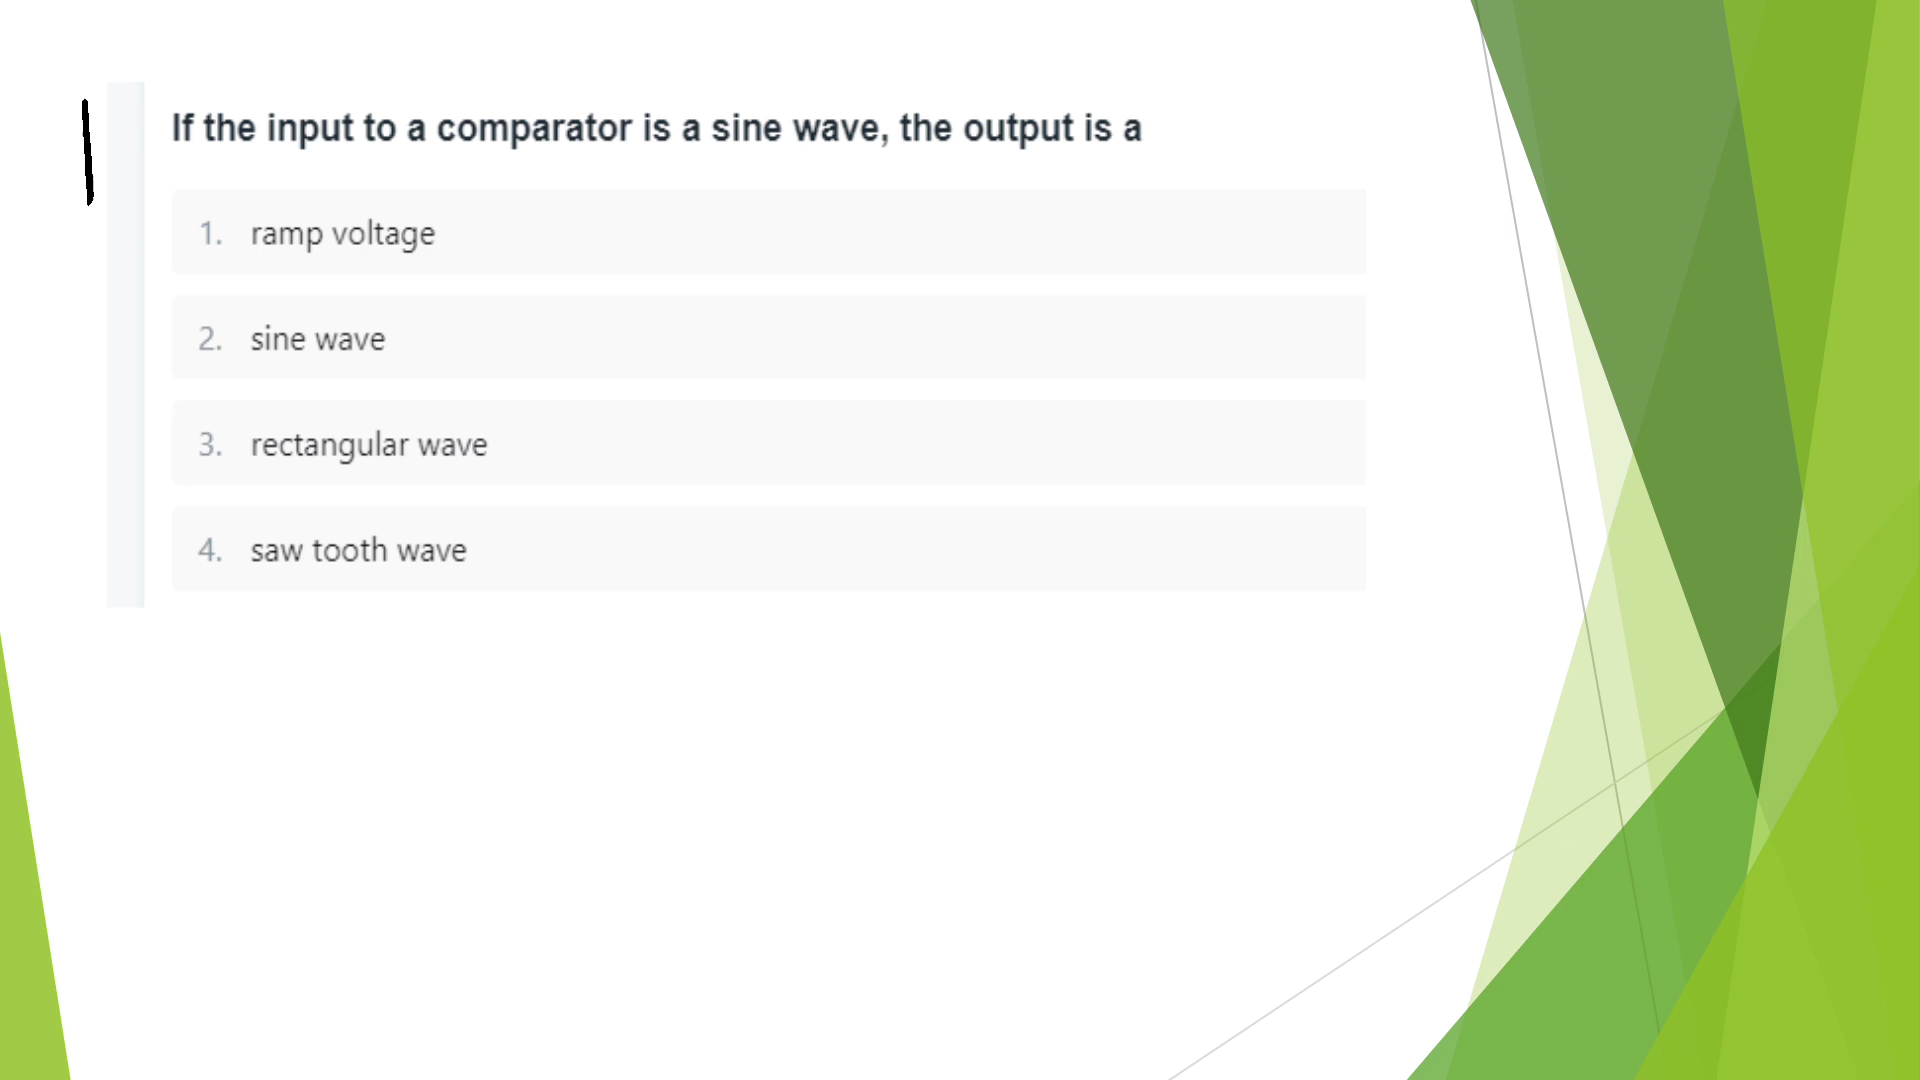 If the input to a comparator is a sine wave, the output is a
1. ramp voltage
2. sine wave
3. rectangular wave
4. saw tooth wave